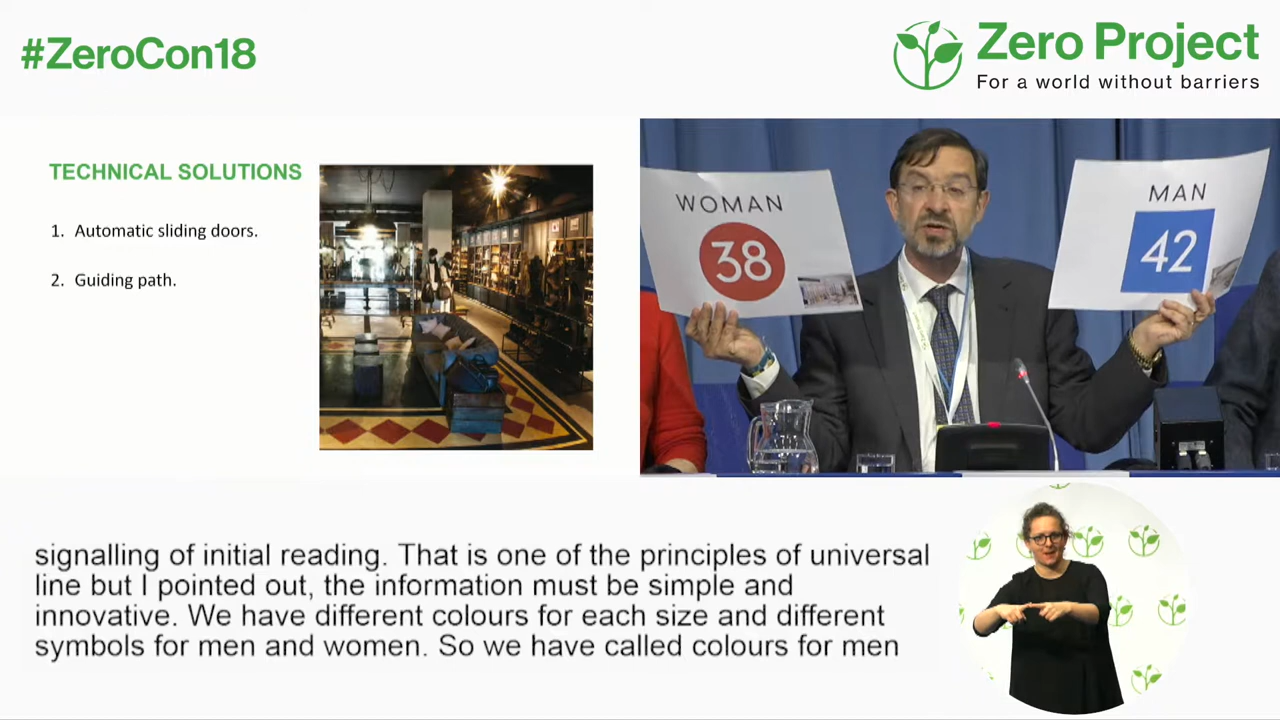 #ZeroCon18
Zero Project
For a world without barriers
TECHNICAL SOLUTIONS
1. Automatic sliding doors.
2. Guiding path.
WOMAN
38
MAN
42
signalling of initial reading. That is one of the principles of universal
line but I pointed out, the information must be simple and
innovative. We have different colours for each size and different
symbols for men and women. So we have called colours for men